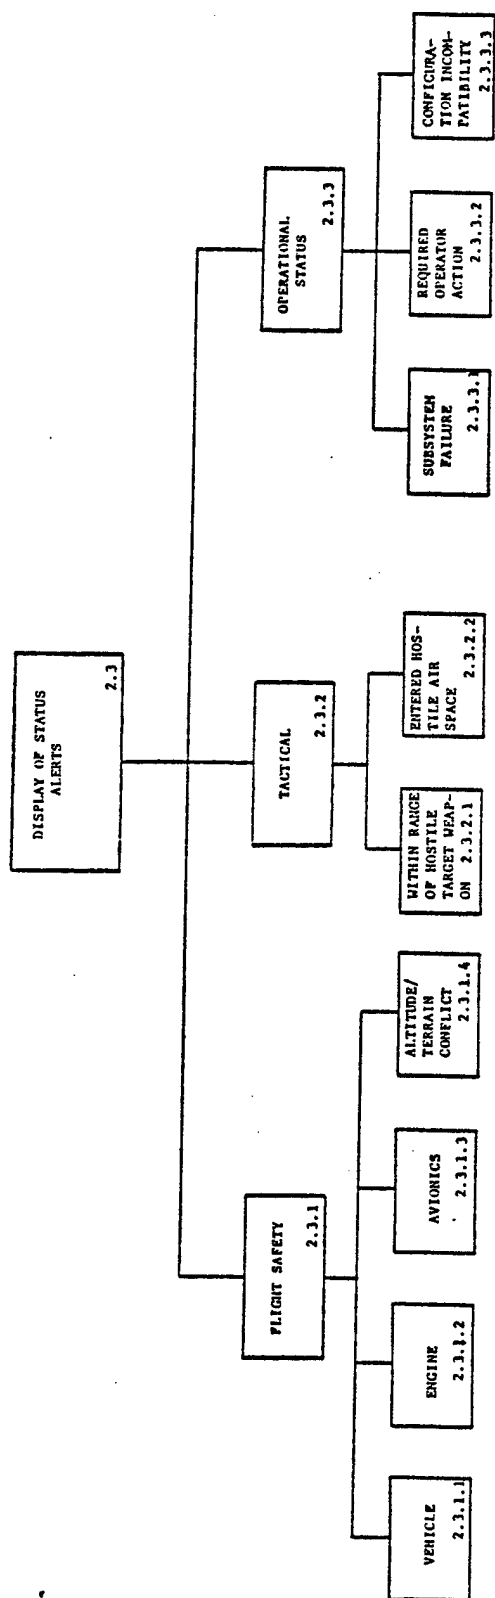 DISPLAY OF STATUS
ALERTS
2.3
FLIGHT SAFETY
2.3.1
TACTICAL
2.3.2
OPERATIONAL
STATUS
2.3.3
VEHICLE
2.3.1.1
ENGINE
2.3.1.2
AVIONICS
2.3.1.3
ALTITUDE/
TERRAIN
CONFLICT
2.3.1.4
WITHIN RANGE
OF HOSTILE
TARGET WEAP-
ON 2.3.2.1
ENTERED HOS-
TILE AIR
SPACE
2.3.2.2
SUBSYSTEM
FAILURE
2.3.3.1
REQUIRED
OPERATOR
ACTION
2.3.3.2
CONFIGURA-
TION INCOM-
PATIBILITY
2.3.3.3